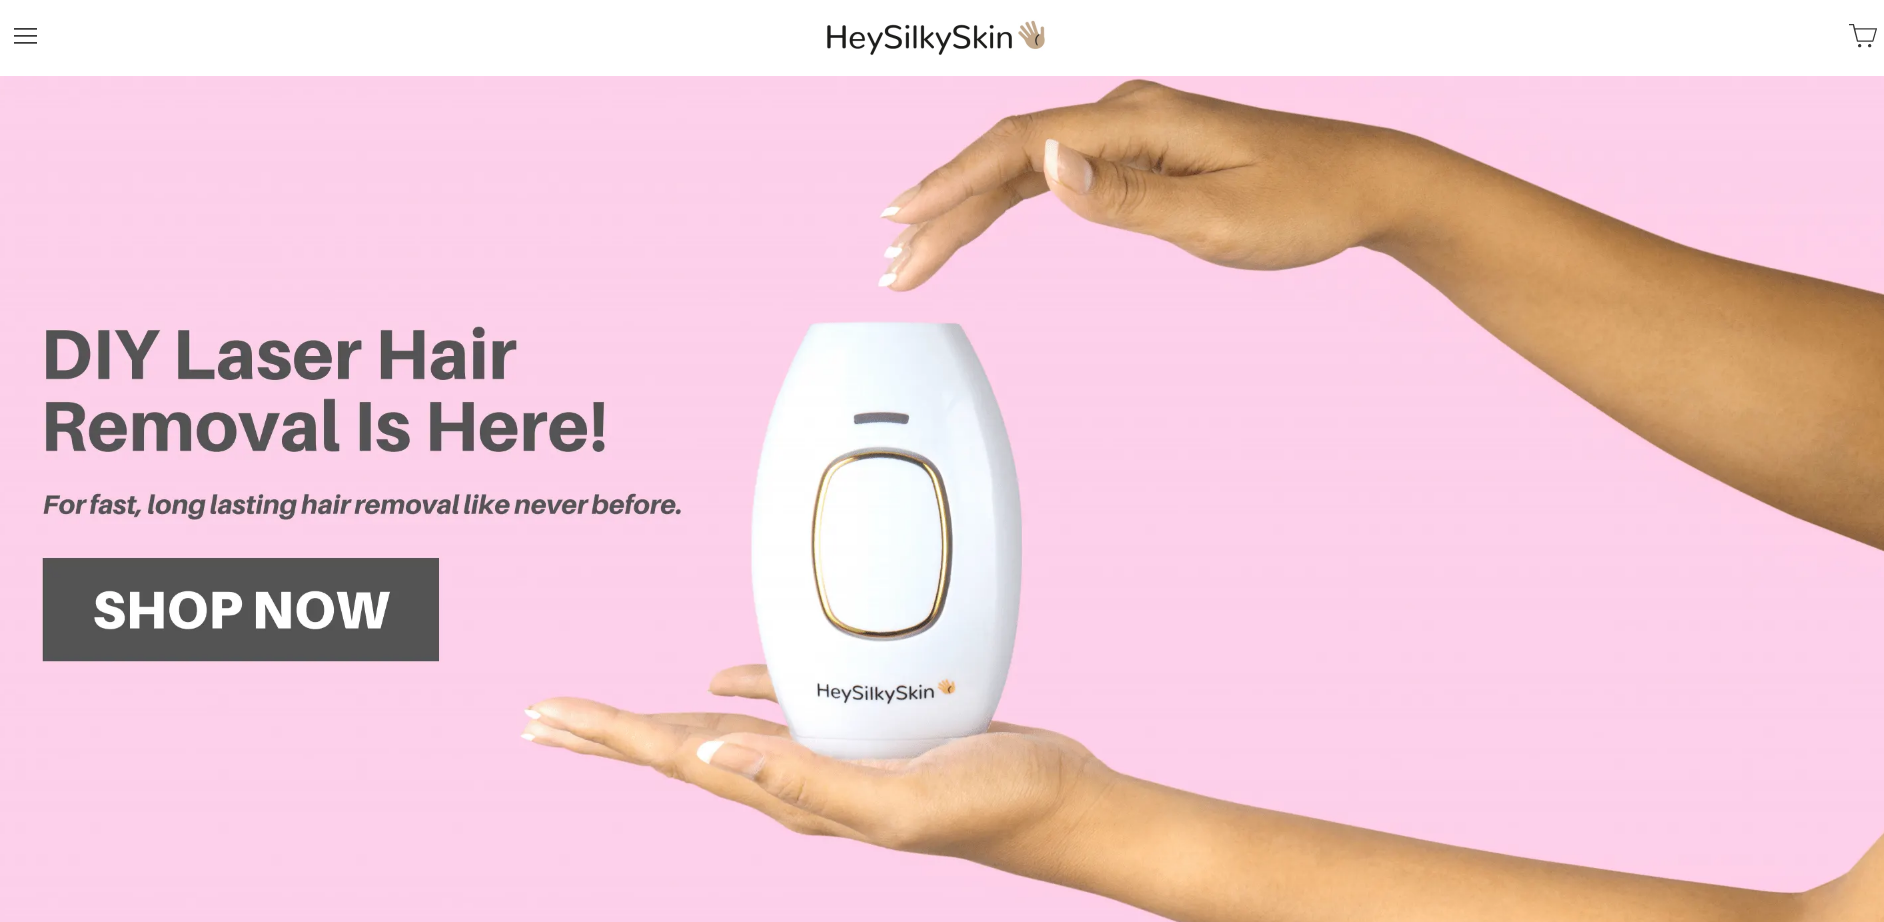 HeySilkySkin
DIY Laser Hair
Removal Is Here!
For fast, long lasting hair removal like never before.
SHOP NOW
HeySilkySkin